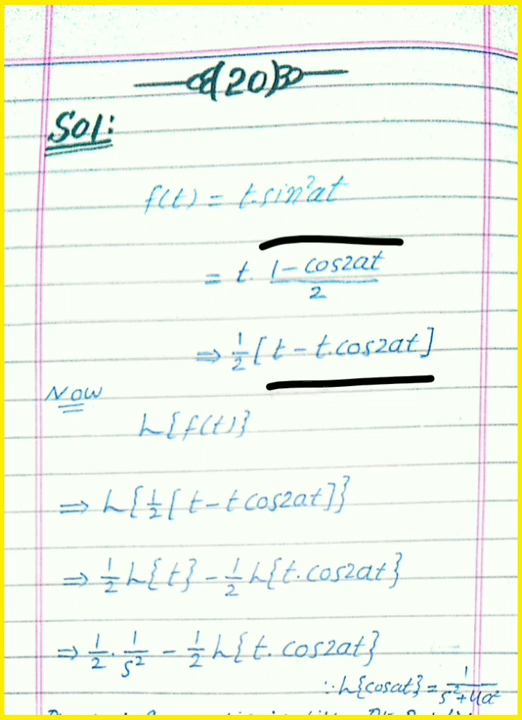 (20)
Sol:
f(t) = t.sin²at
= t. (1-cos2at)/2
⇒ 1/2 [t - t.cos2at]
Now
L{f(t)}
⇒ L{1/2 [t - t cos2at]}
⇒ 1/2 L{t} - 1/2 L{t.cos2at}
⇒ 1/2 . 1/s² - 1/2 L{t. cos2at}
∵ L{cosat} = 1/s²+4a²